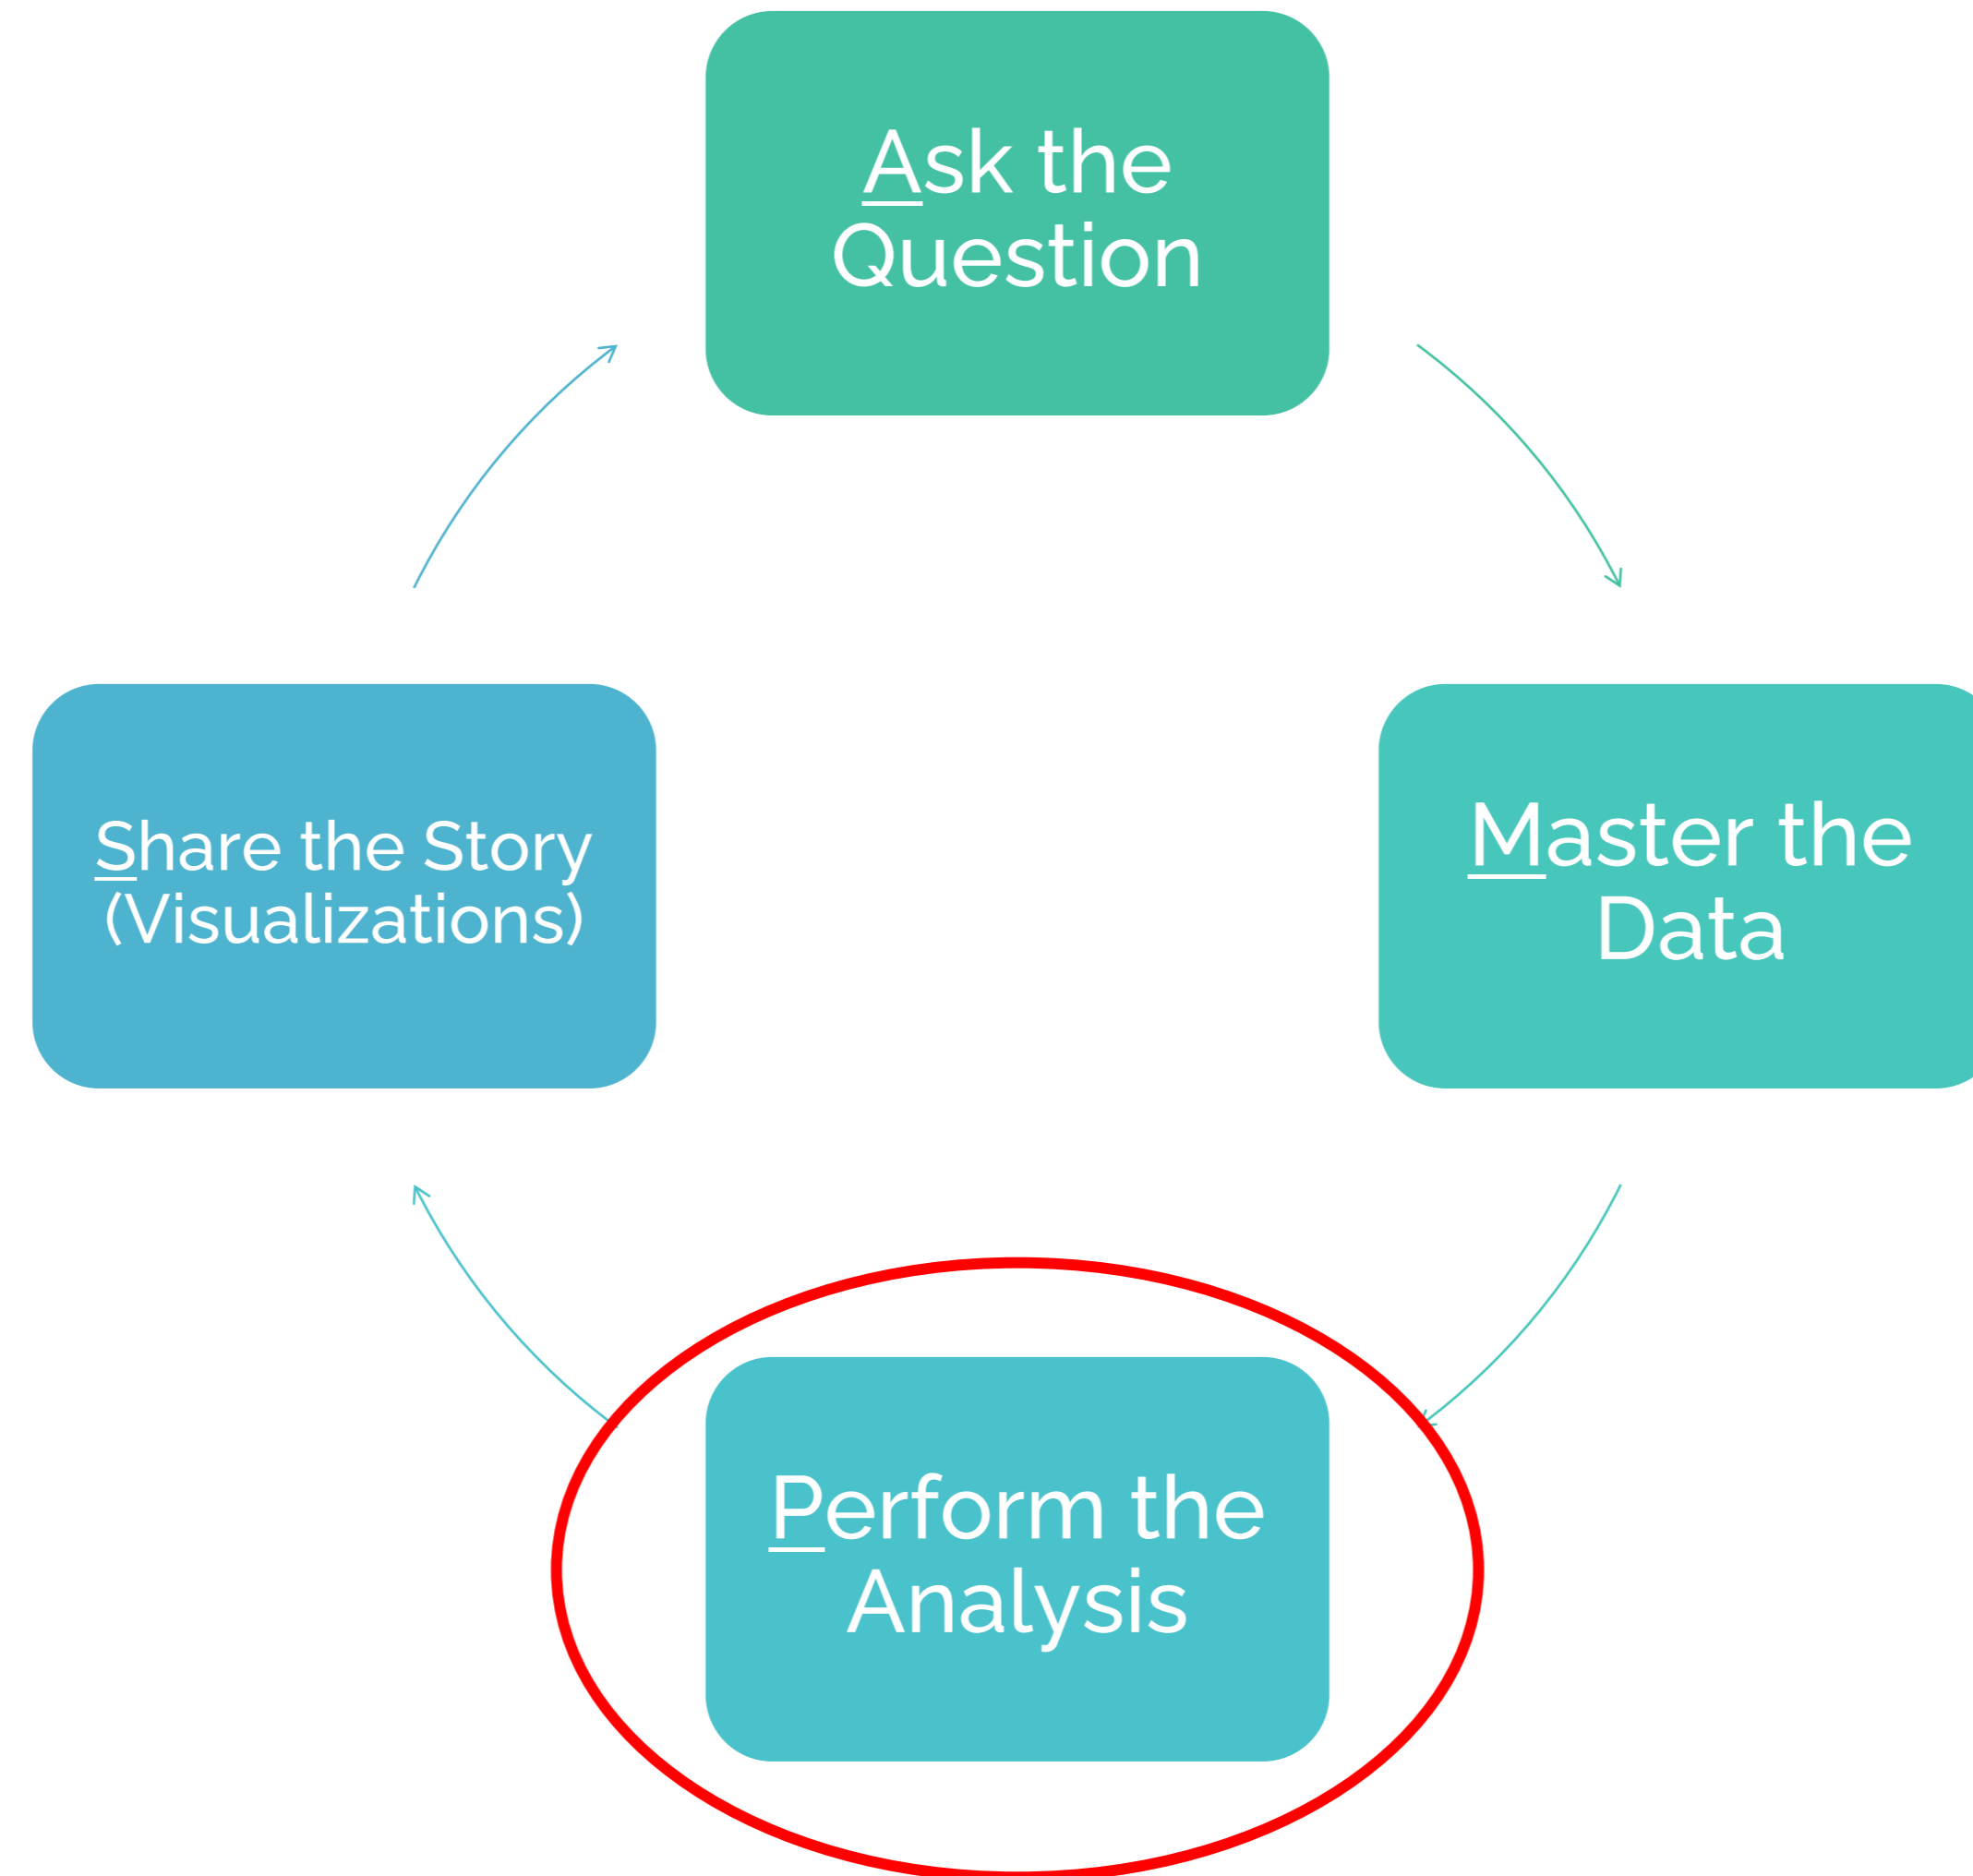 Ask the
Question
Share the Story
(Visualizations)
Master the
Data
Perform the
Analysis